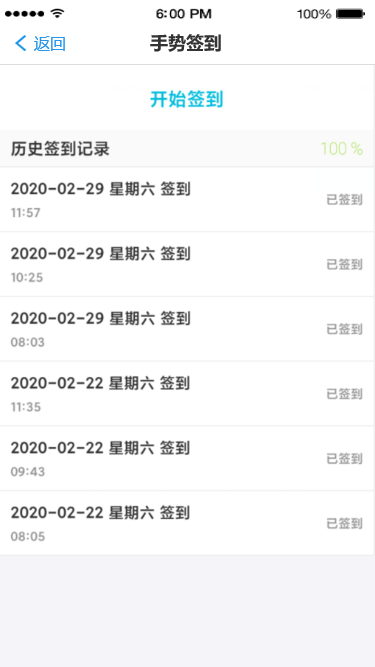 6:00 PM 100%
返回 手势签到
开始签到
历史签到记录 100 %
2020-02-29 星期六 签到
已签到
11:57
2020-02-29 星期六 签到
已签到
10:25
2020-02-29 星期六 签到
已签到
08:03
2020-02-22 星期六 签到
已签到
11:35
2020-02-22 星期六 签到
已签到
09:43
2020-02-22 星期六 签到
已签到
08:05